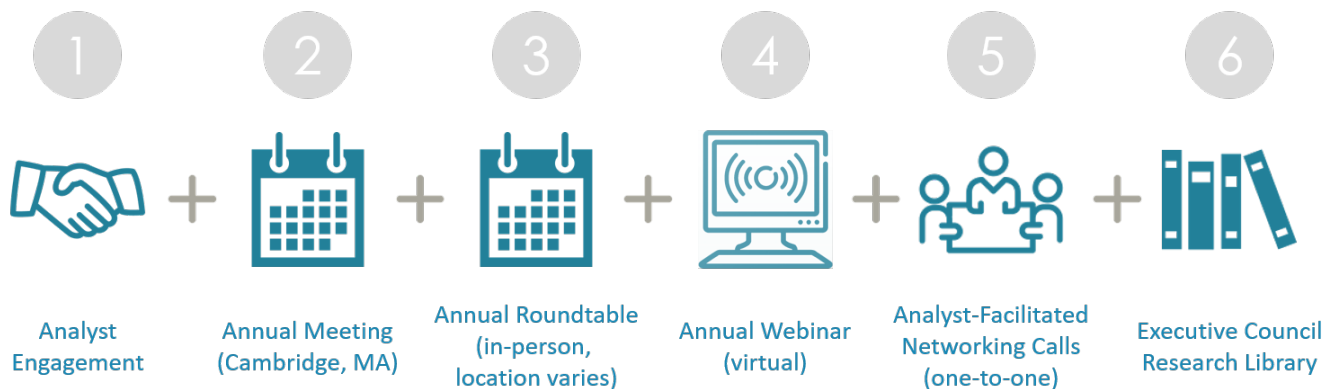 1
2
3
4
5
6
Analyst
Engagement
Annual Meeting
(Cambridge, MA)
Annual Roundtable
(in-person,
location varies)
Annual Webinar
(virtual)
Analyst-Facilitated
Networking Calls
(one-to-one)
Executive Council
Research Library